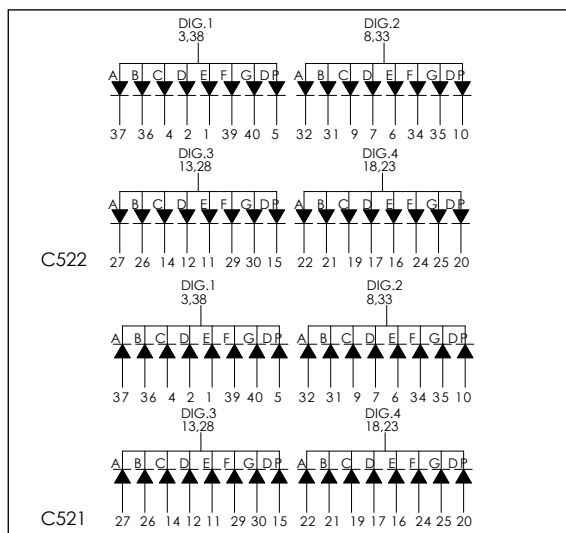 DIG.1 DIG.2
3,38 8,33
A B C D E F G DP A B C D E F G DP
37 36 4 2 1 39 40 5 32 31 9 7 6 34 35 10
DIG.3 DIG.4
13,28 18,23
A B C D E F G DP A B C D E F G DP
C522 27 26 14 12 11 29 30 15 22 21 19 17 16 24 25 20
DIG.1 DIG.2
3,38 8,33
A B C D E F G DP A B C D E F G DP
37 36 4 2 1 39 40 5 32 31 9 7 6 34 35 10
DIG.3 DIG.4
13,28 18,23
A B C D E F G DP A B C D E F G DP
C521 27 26 14 12 11 29 30 15 22 21 19 17 16 24 25 20